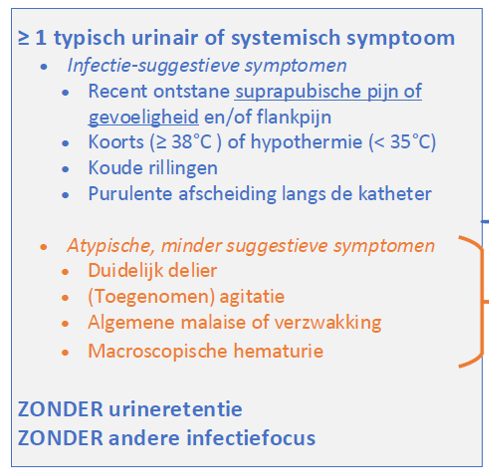 ≥ 1 typisch urinair of systemisch symptoom
• Infectie-suggestieve symptomen
• Recent ontstane suprapubische pijn of
gevoeligheid en/of flankpijn
• Koorts (≥ 38°C ) of hypothermie (< 35°C)
• Koude rillingen
• Purulente afscheiding langs de katheter
• Atypische, minder suggestieve symptomen
• Duidelijk delier
• (Toegenomen) agitatie
• Algemene malaise of verzwakking
• Macroscopische hematurie
ZONDER urineretentie
ZONDER andere infectiefocus